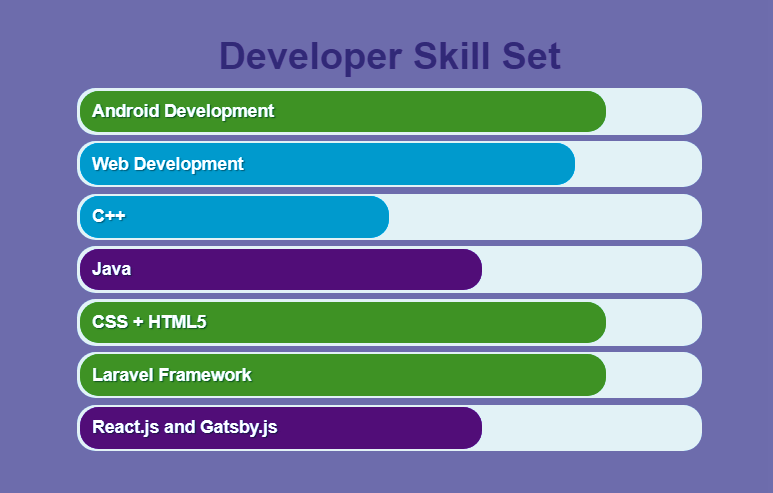 Developer Skill Set
Android Development
Web Development
C++
Java
CSS + HTML5
Laravel Framework
React.js and Gatsby.js